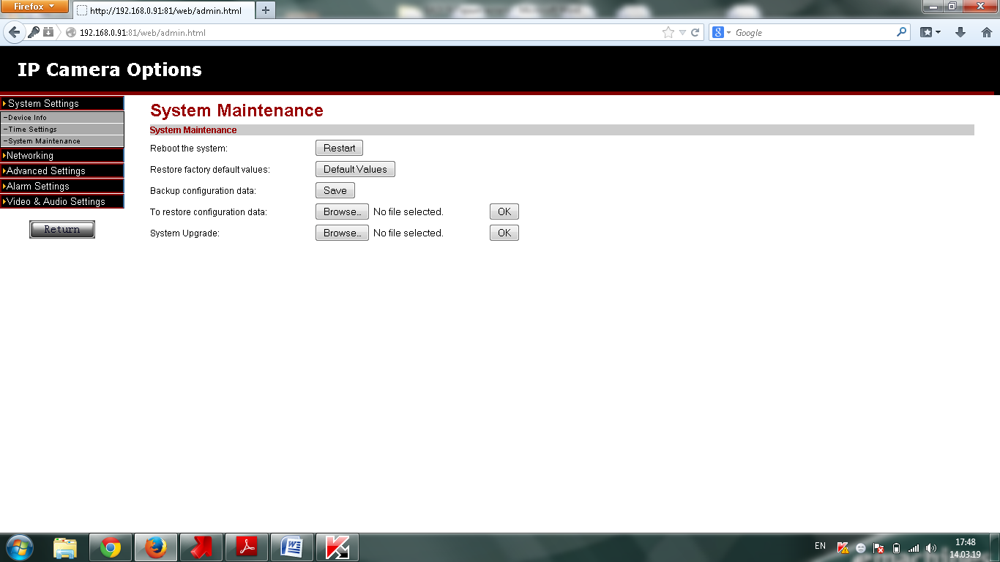 Firefox
http://192.168.0.91:81/web/admin.html
192.168.0.91:81/web/admin.html
Google
IP Camera Options
System Settings
-Device Info
-Time Settings
-System Maintenance
Networking
Advanced Settings
Alarm Settings
Video & Audio Settings
Return
System Maintenance
System Maintenance
Reboot the system: Restart
Restore factory default values: Default Values
Backup configuration data: Save
To restore configuration data: Browse... No file selected. OK
System Upgrade: Browse... No file selected. OK
EN
17:48
14.03.19